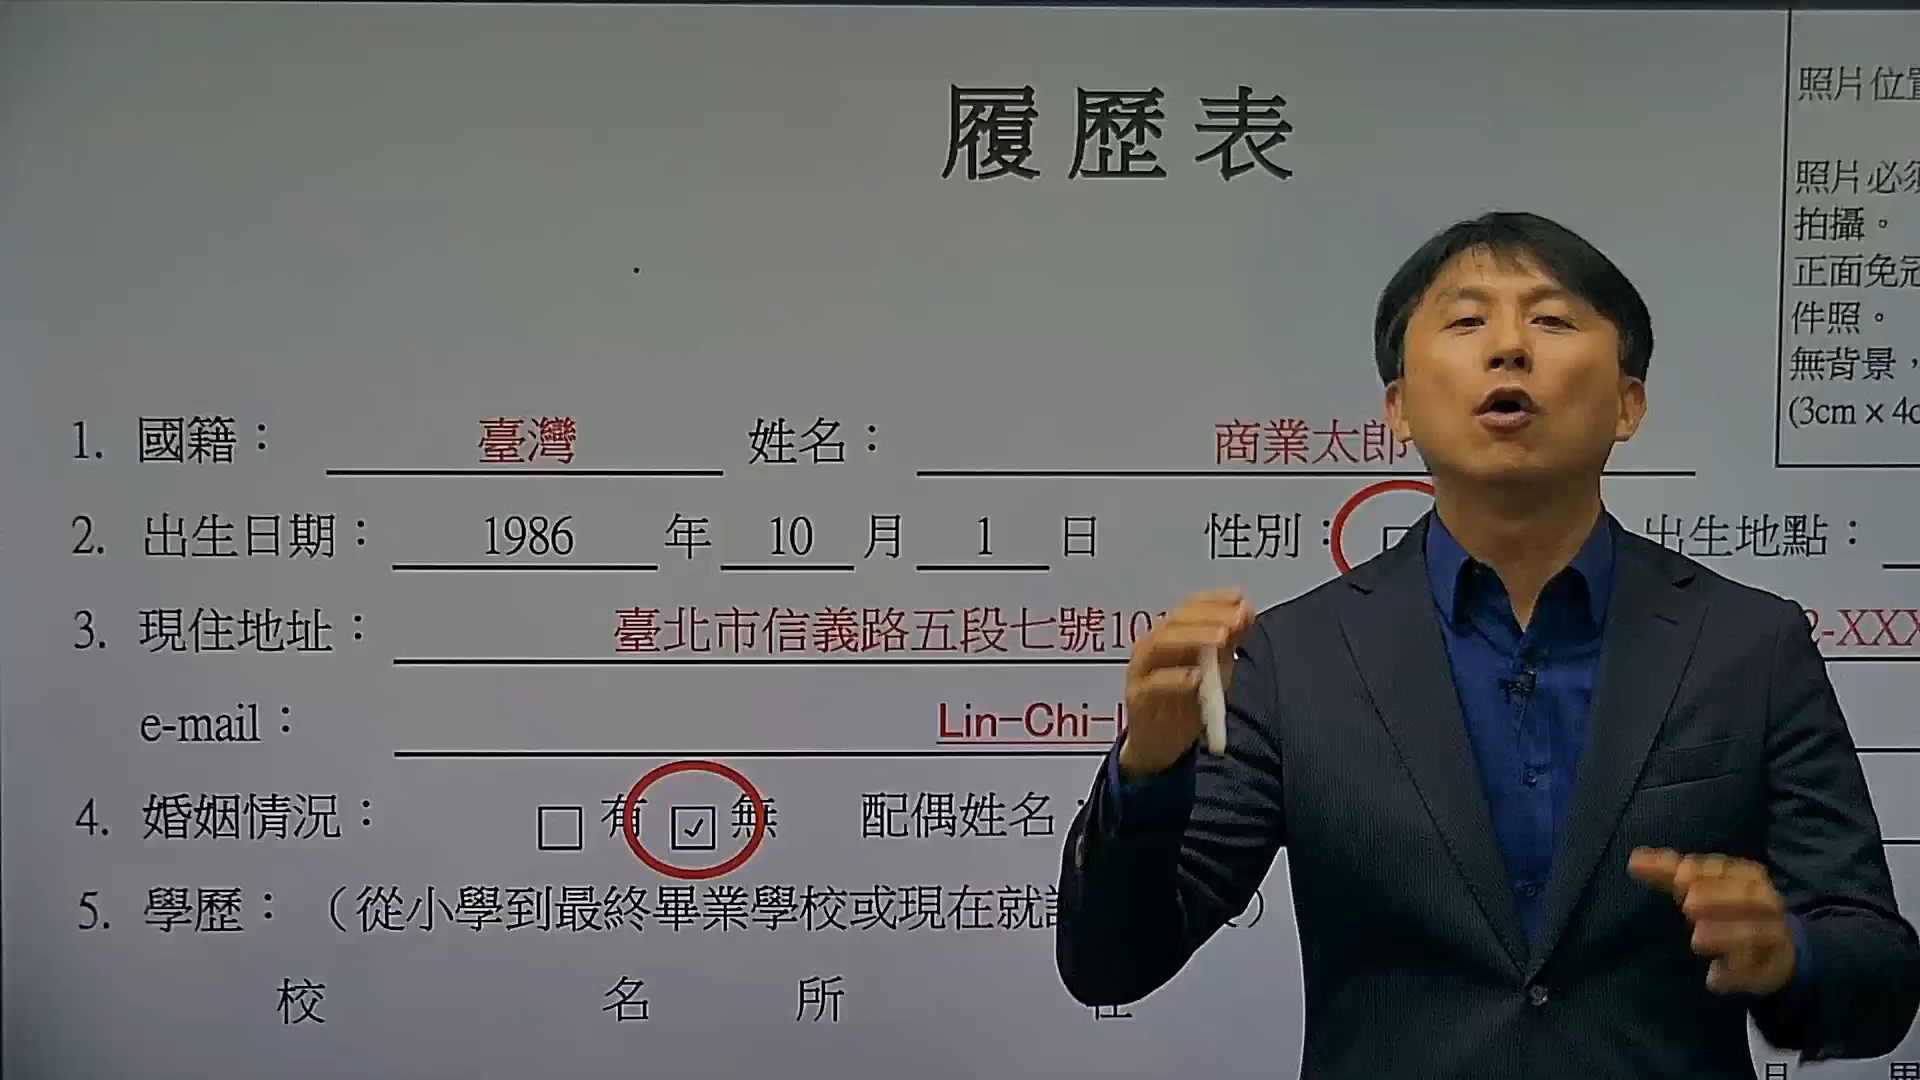 履歷表
照片位
照片必
拍攝。
正面免
件照。
無背景，
(3cm × 4c
1. 國籍： 臺灣 姓名： 商業太郎
2. 出生日期： 1986 年 10 月 1 日 性別： 出生地點：
3. 現住地址： 臺北市信義路五段七號10 2-XXX
e-mail： Lin-Chi-
4. 婚姻情況： □ 有 ☑ 無 配偶姓名：
5. 學歷：（從小學到最終畢業學校或現在就 ）
校 名 所